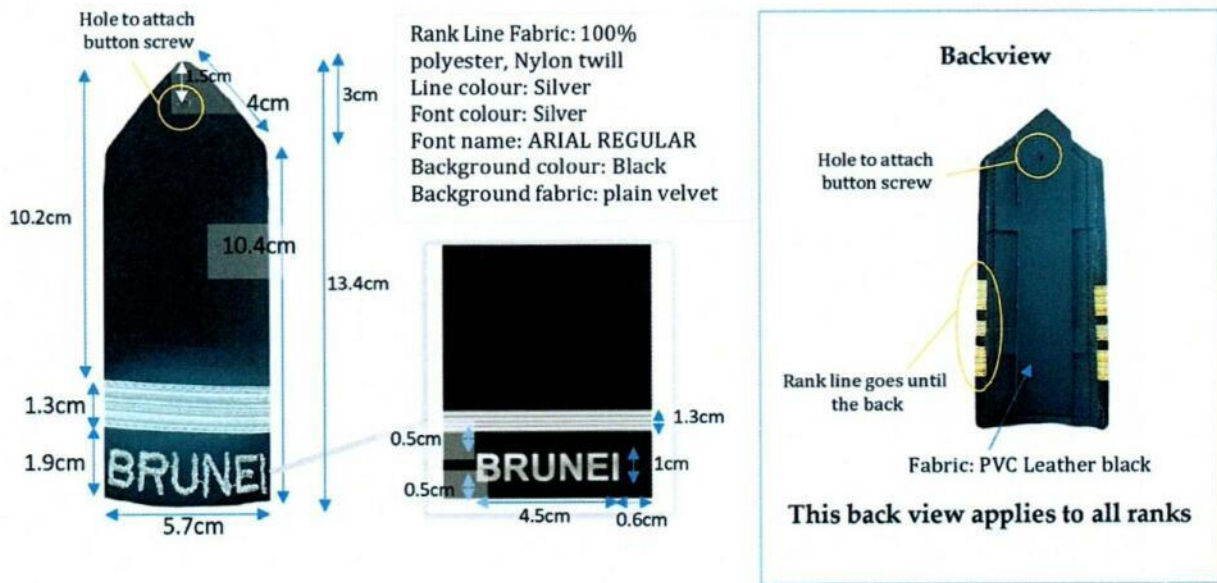 Hole to attach
button screw
1.5cm
4cm
3cm
10.2cm
10.4cm
13.4cm
1.3cm
1.9cm
BRUNEI
5.7cm
Rank Line Fabric: 100%
polyester, Nylon twill
Line colour: Silver
Font colour: Silver
Font name: ARIAL REGULAR
Background colour: Black
Background fabric: plain velvet
1.3cm
0.5cm
BRUNEI
1cm
0.5cm
4.5cm
0.6cm
Backview
Hole to attach
button screw
Rank line goes until
the back
Fabric: PVC Leather black
This back view applies to all ranks